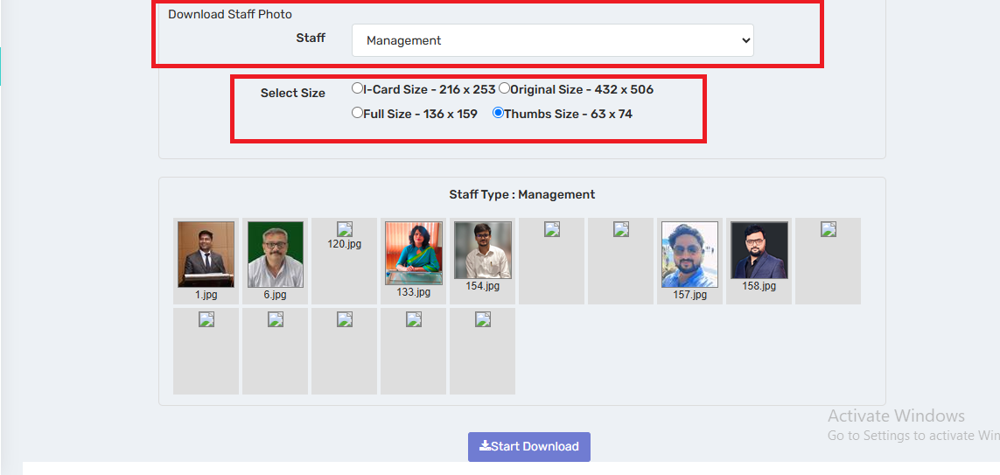 Download Staff Photo
Staff
Management
Select Size
I-Card Size - 216 x 253 Original Size - 432 x 506
Full Size - 136 x 159 Thumbs Size - 63 x 74
Staff Type : Management
1.jpg 6.jpg 120.jpg 133.jpg 154.jpg 157.jpg 158.jpg
Activate Windows
Go to Settings to activate Win
Start Download